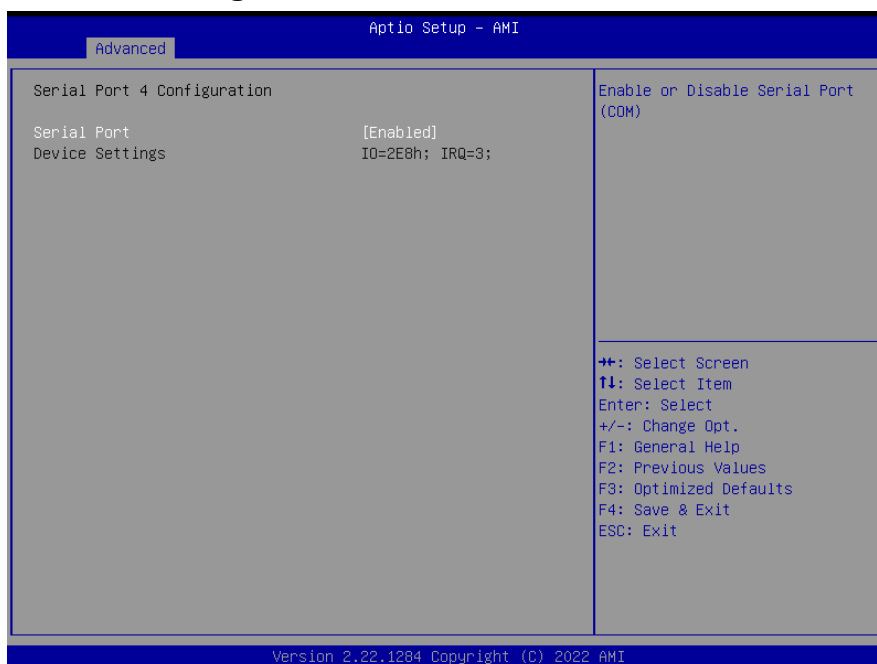 Aptio Setup – AMI
Advanced
Serial Port 4 Configuration
Serial Port [Enabled]
Device Settings IO=2E8h; IRQ=3;
Enable or Disable Serial Port
(COM)
→←: Select Screen
↑↓: Select Item
Enter: Select
+/-: Change Opt.
F1: General Help
F2: Previous Values
F3: Optimized Defaults
F4: Save & Exit
ESC: Exit
Version 2.22.1284 Copyright (C) 2022 AMI